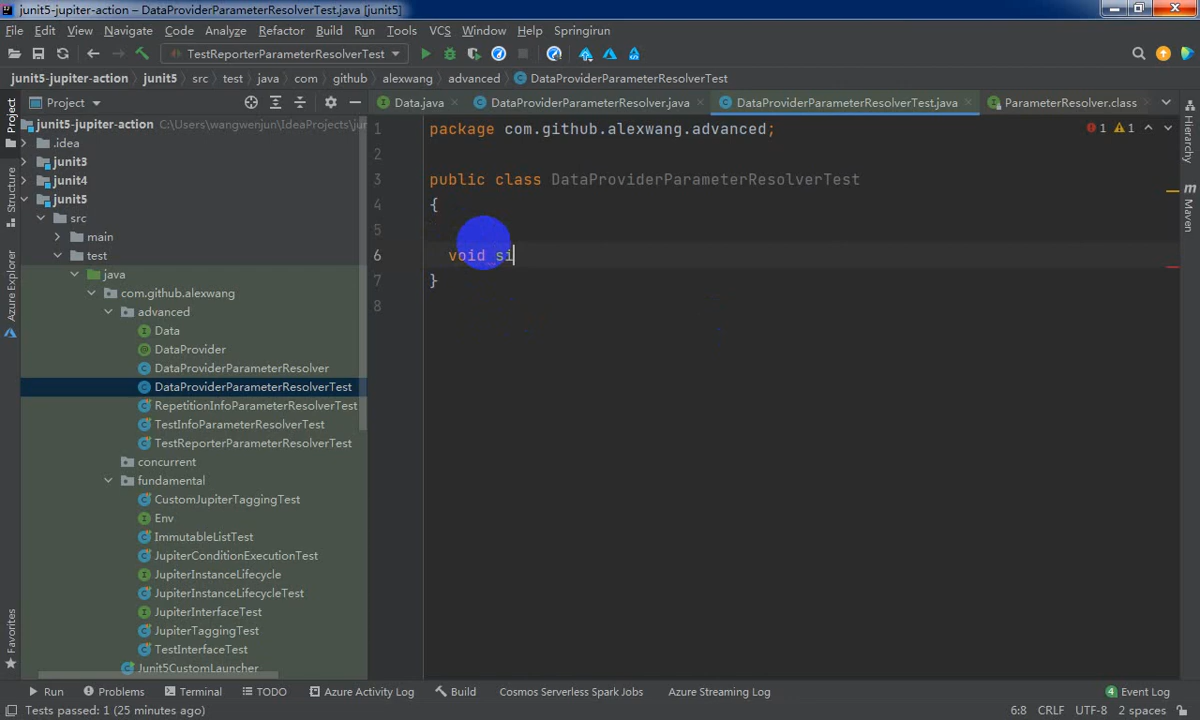 junit5-jupiter-action – DataProviderParameterResolverTest.java [junit5]
File Edit View Navigate Code Analyze Refactor Build Run Tools VCS Window Help Springirun
TestReporterParameterResolverTest
junit5-jupiter-action junit5 src test java com github alexwang advanced DataProviderParameterResolverTest
Project Data.java DataProviderParameterResolver.java DataProviderParameterResolverTest.java ParameterResolver.class
junit5-jupiter-action C:\Users\wangwenjun\IdeaProjects\jur
.idea
junit3
junit4
junit5
src
main
test
java
com.github.alexwang
advanced
Data
DataProvider
DataProviderParameterResolver
DataProviderParameterResolverTest
RepetitionInfoParameterResolverTest
TestInfoParameterResolverTest
TestReporterParameterResolverTest
concurrent
fundamental
CustomJupiterTaggingTest
Env
ImmutableListTest
JupiterConditionExecutionTest
JupiterInstanceLifecycle
JupiterInstanceLifecycleTest
JupiterInterfaceTest
JupiterTaggingTest
TestInterfaceTest
Junit5CustomLauncher
1 package com.github.alexwang.advanced;
2
3 public class DataProviderParameterResolverTest
4 {
5
6 void si
7 }
8
1 1
Project
Structure
Azure Explorer
Favorites
Hierarchy
Maven
Run Problems Terminal TODO Azure Activity Log Build Cosmos Serverless Spark Jobs Azure Streaming Log 4 Event Log
Tests passed: 1 (25 minutes ago) 6:8 CRLF UTF-8 2 spaces